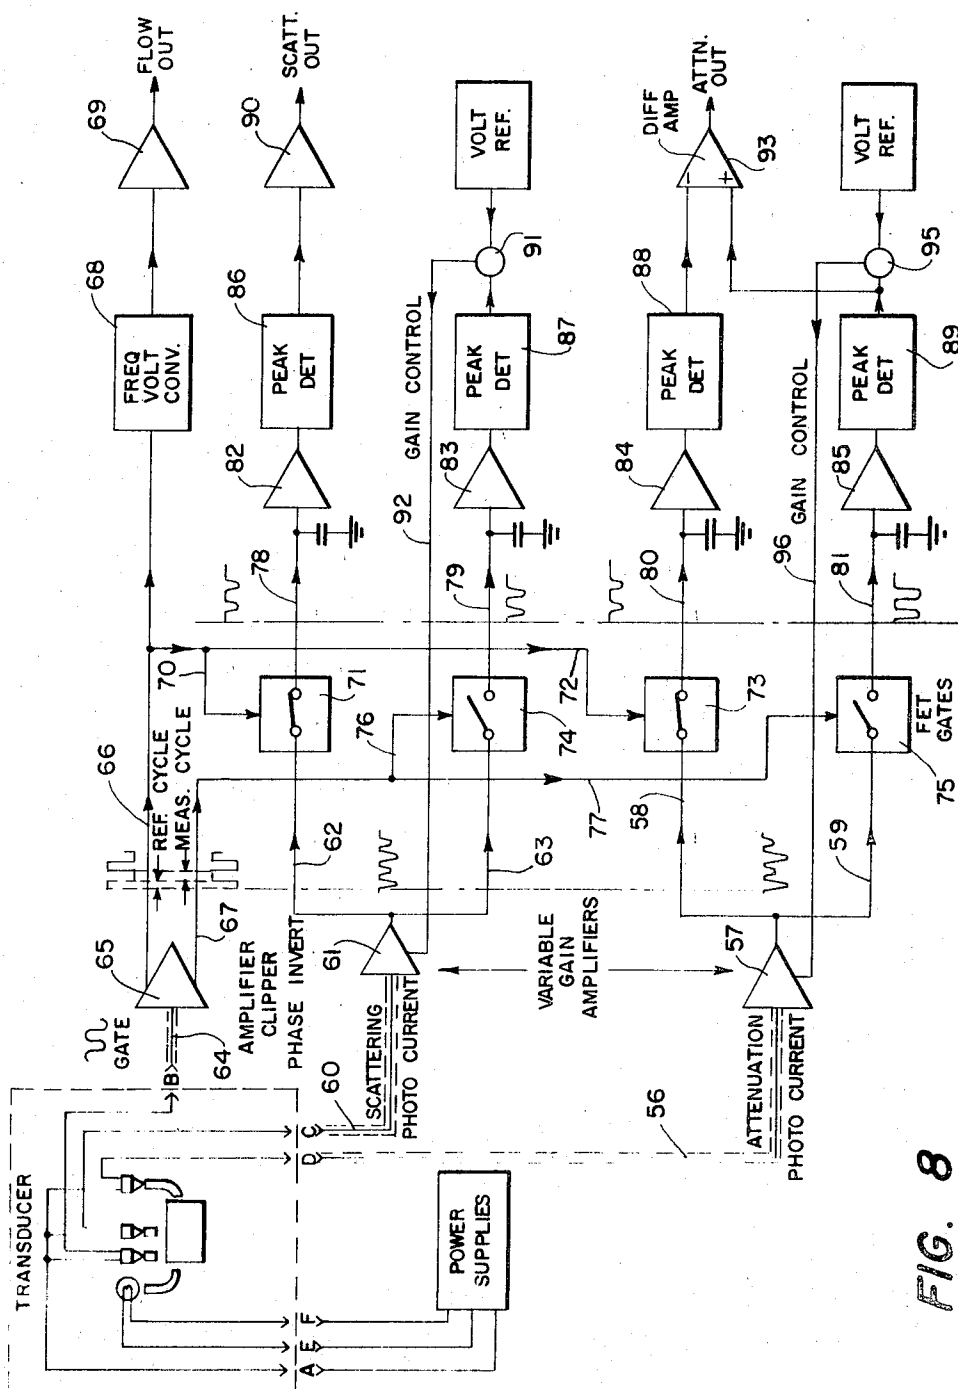 TRANSDUCER
A
E
F
D
C
B
POWER
SUPPLIES
GATE
64
65
AMPLIFIER
CLIPPER
PHASE INVERT
67
66
REF. CYCLE
MEAS. CYCLE
68
FREQ
VOLT
CONV.
69
FLOW
OUT
60
SCATTERING
PHOTO CURRENT
61
62
63
70
71
76
74
78
79
82
86
PEAK
DET
90
SCATT.
OUT
92
GAIN CONTROL
83
PEAK
DET
87
91
VOLT
REF.
VARIABLE
GAIN
AMPLIFIERS
56
ATTENUATION
PHOTO CURRENT
57
58
59
77
72
73
75
FET
GATES
80
84
88
PEAK
DET
DIFF
AMP
-
+
93
ATTN.
OUT
96
GAIN CONTROL
81
85
PEAK
DET
89
95
VOLT
REF.
FIG. 8